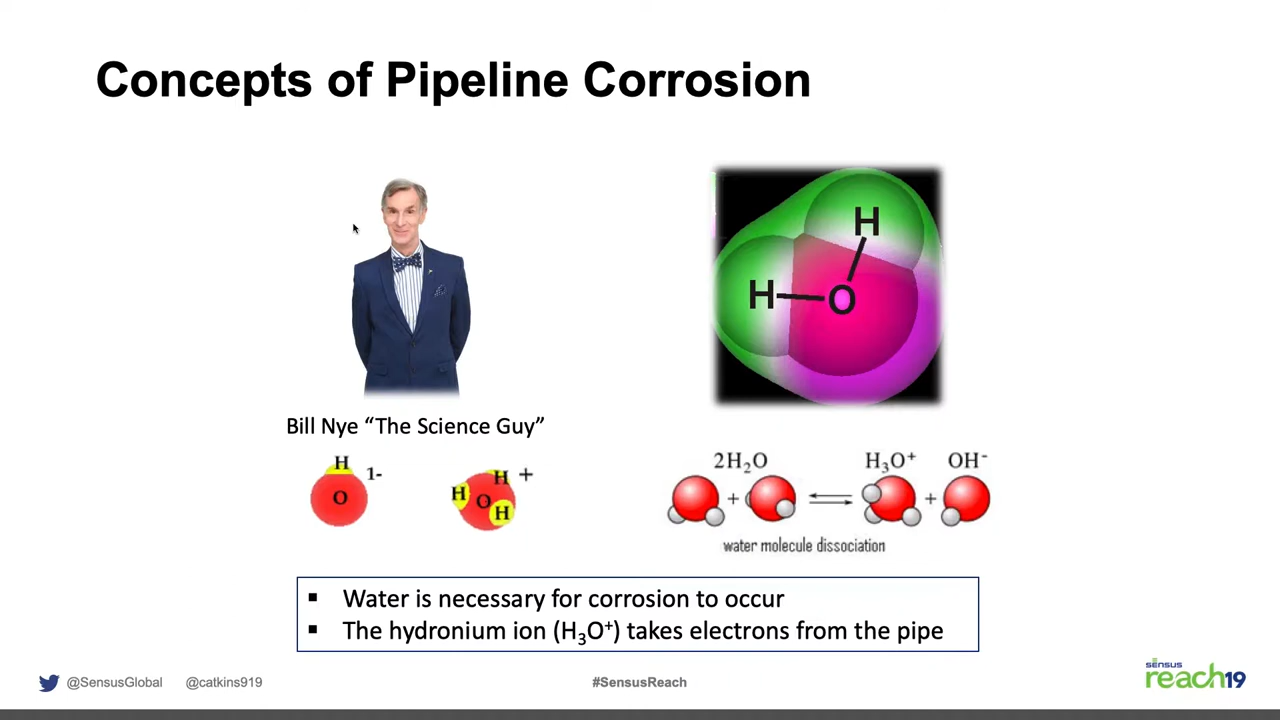 Concepts of Pipeline Corrosion
H
H
O
Bill Nye “The Science Guy”
H
O
1-
H
H
O
H
+
2H₂O
H₃O⁺
OH⁻
+
+
water molecule dissociation
▪ Water is necessary for corrosion to occur
▪ The hydronium ion (H₃O⁺) takes electrons from the pipe
@SensusGlobal
@catkins919
#SensusReach
sensus
reach19